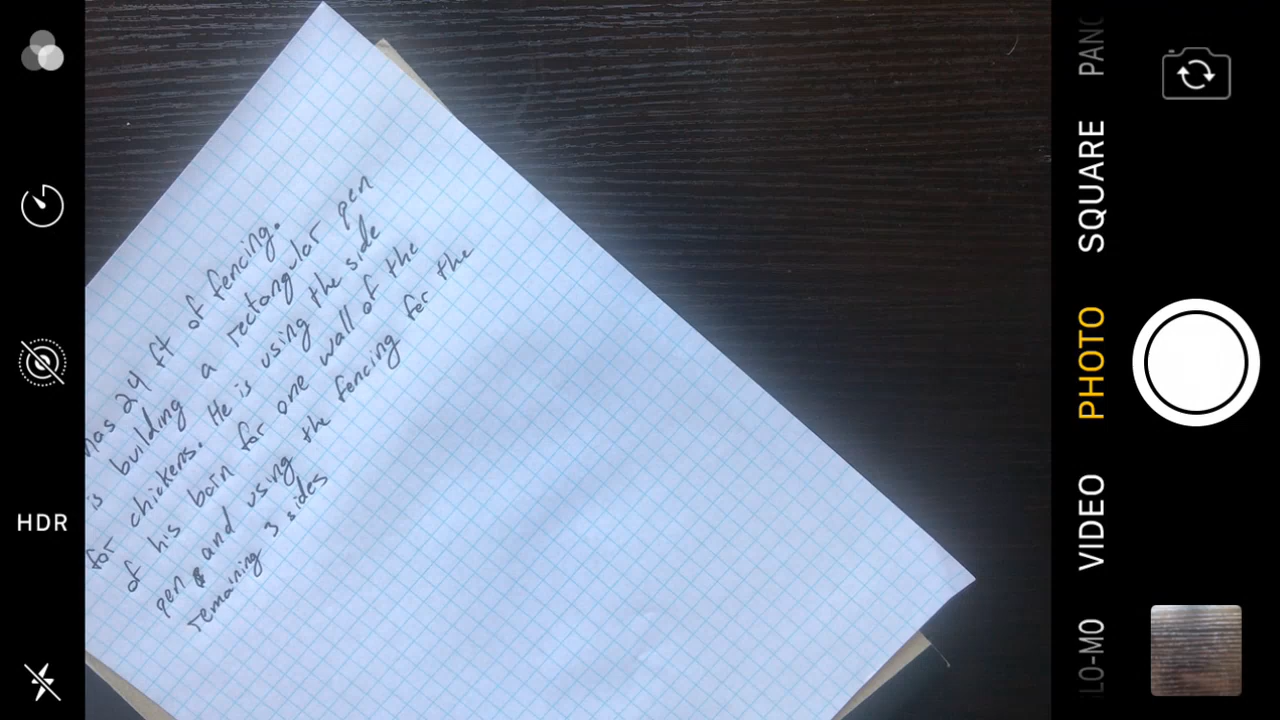 has 24 ft of fencing.
is building a rectangular pen
for chickens. He is using the side
of his barn for one wall of the
pen and using the fencing for the
remaining 3 sides
HDR
PANO
SQUARE
PHOTO
VIDEO
LO-MO